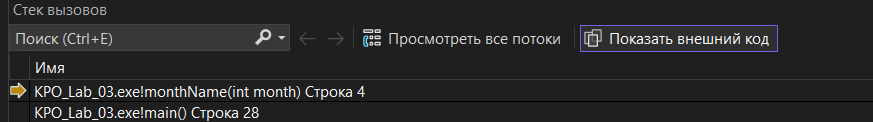 Стек вызовов
Поиск (Ctrl+E) Просмотреть все потоки Показать внешний код
Имя
KPO_Lab_03.exe!monthName(int month) Строка 4
KPO_Lab_03.exe!main() Строка 28